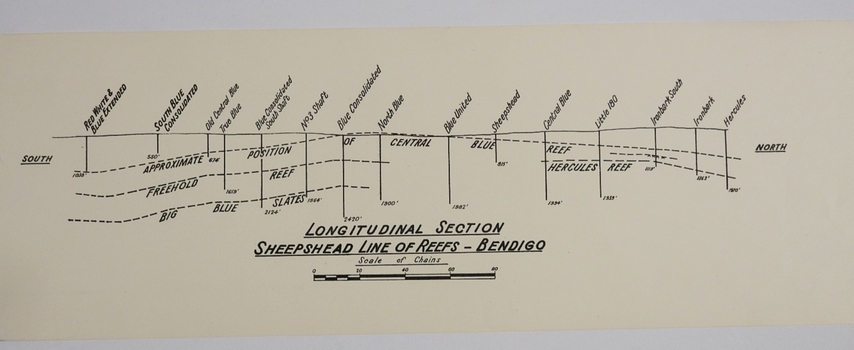 RED WHITE &
BLUE EXTENDED
SOUTH BLUE
CONSOLIDATED
Old Central Blue
True Blue
Blue Consolidated
South Shaft
No 3 Shaft
Blue Consolidated
North Blue
Blue United
Sheepshead
Central Blue
Little 180
Ironbark South
Ironbark
Hercules
SOUTH
NORTH
APPROXIMATE POSITION OF CENTRAL BLUE REEF
FREEHOLD REEF
HERCULES REEF
BIG BLUE SLATES
550'
2124'
2420'
LONGITUDINAL SECTION
SHEEPSHEAD LINE OF REEFS - BENDIGO
Scale of Chains
0 20 40 60 80